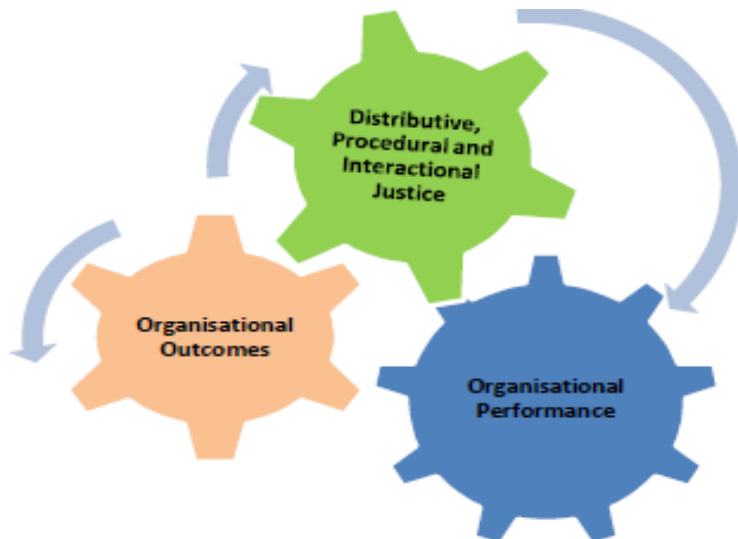 Distributive,
Procedural and
Interactional
Justice
Organisational
Outcomes
Organisational
Performance